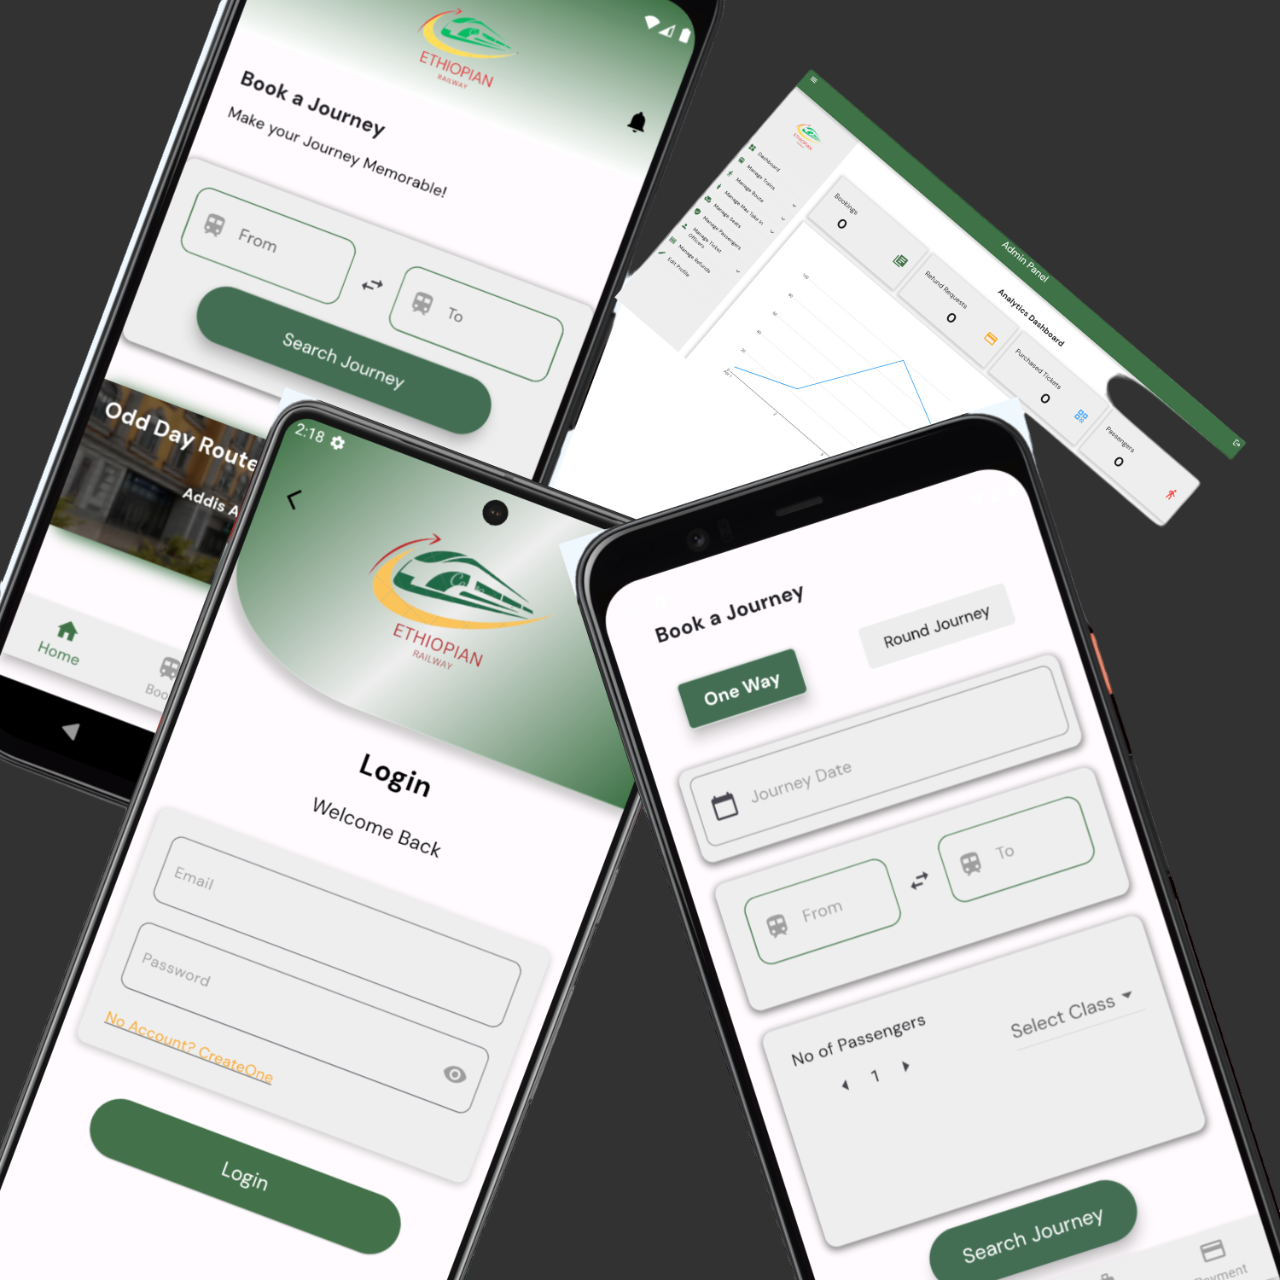 ETHIOPIAN
RAILWAY
Book a Journey
Make your Journey Memorable!
From
To
Search Journey
Odd Day Route
Addis A
Home
Boo
Admin Panel
Analytics Dashboard
Dashboard
Manage Trains
Manage Route
Manage Seats
Manage Passengers
Manage Ticket
Officers
Manage Refunds
Edit Profile
Bookings
0
Refund Requests
0
Purchased Tickets
0
Passengers
0
2:18
ETHIOPIAN
RAILWAY
Login
Welcome Back
Email
Password
No Account? CreateOne
Login
Book a Journey
One Way
Round Journey
Journey Date
From
To
No of Passengers
1
Select Class
Search Journey
ayment